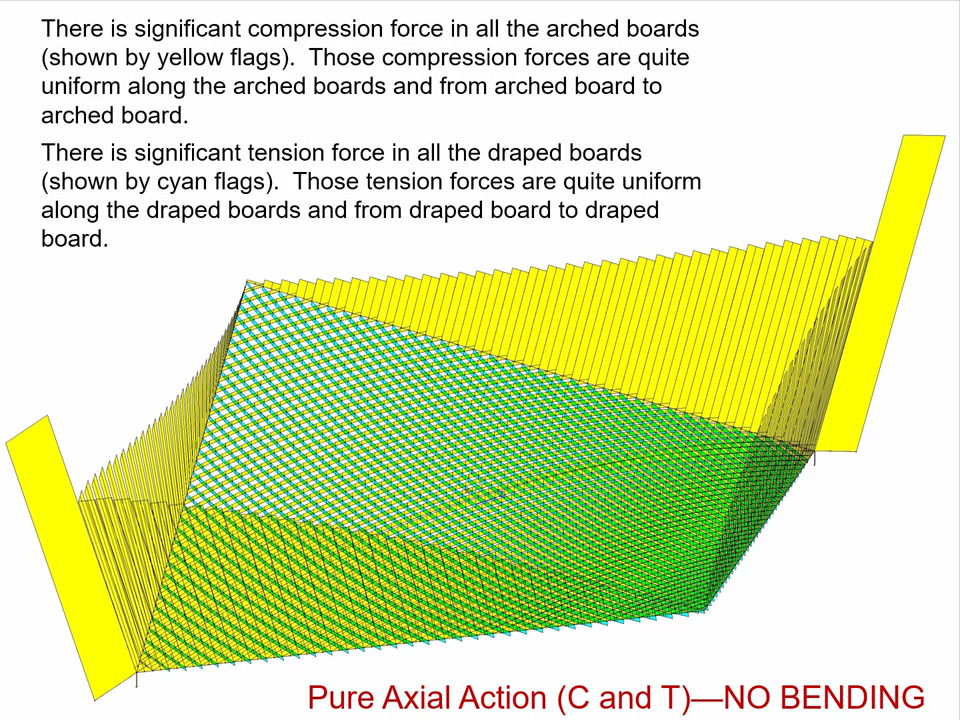 There is significant compression force in all the arched boards
(shown by yellow flags).  Those compression forces are quite
uniform along the arched boards and from arched board to
arched board.
There is significant tension force in all the draped boards
(shown by cyan flags).  Those tension forces are quite uniform
along the draped boards and from draped board to draped
board.
Pure Axial Action (C and T)—NO BENDING